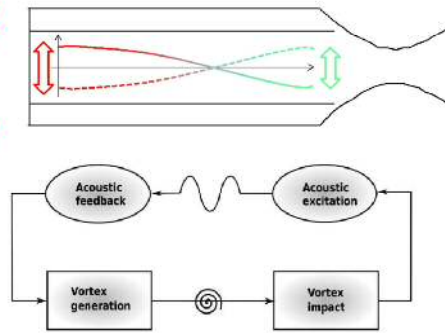 Acoustic
feedback
Acoustic
excitation
Vortex
generation
Vortex
impact